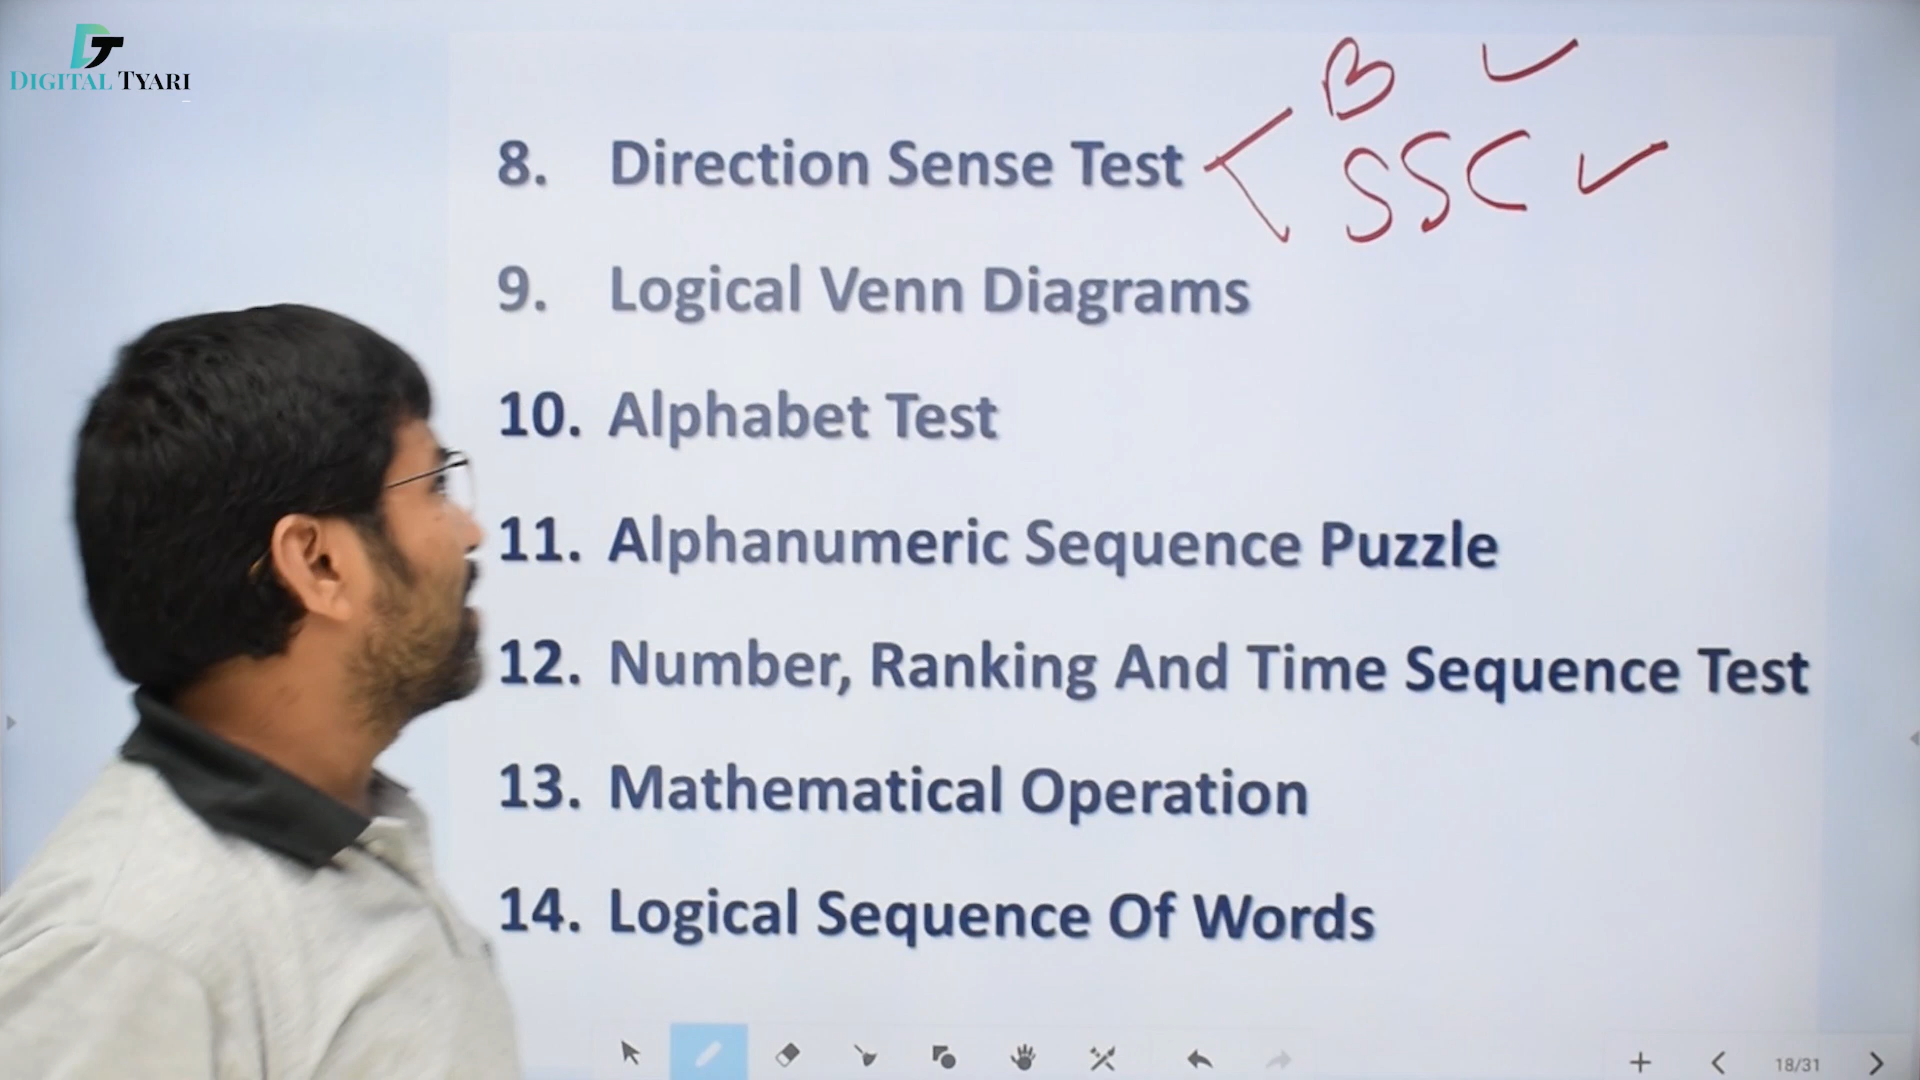 DT
DIGITAL TYARI
B
8. Direction Sense Test SSC
9. Logical Venn Diagrams
10. Alphabet Test
11. Alphanumeric Sequence Puzzle
12. Number, Ranking And Time Sequence Test
13. Mathematical Operation
14. Logical Sequence Of Words
18/31